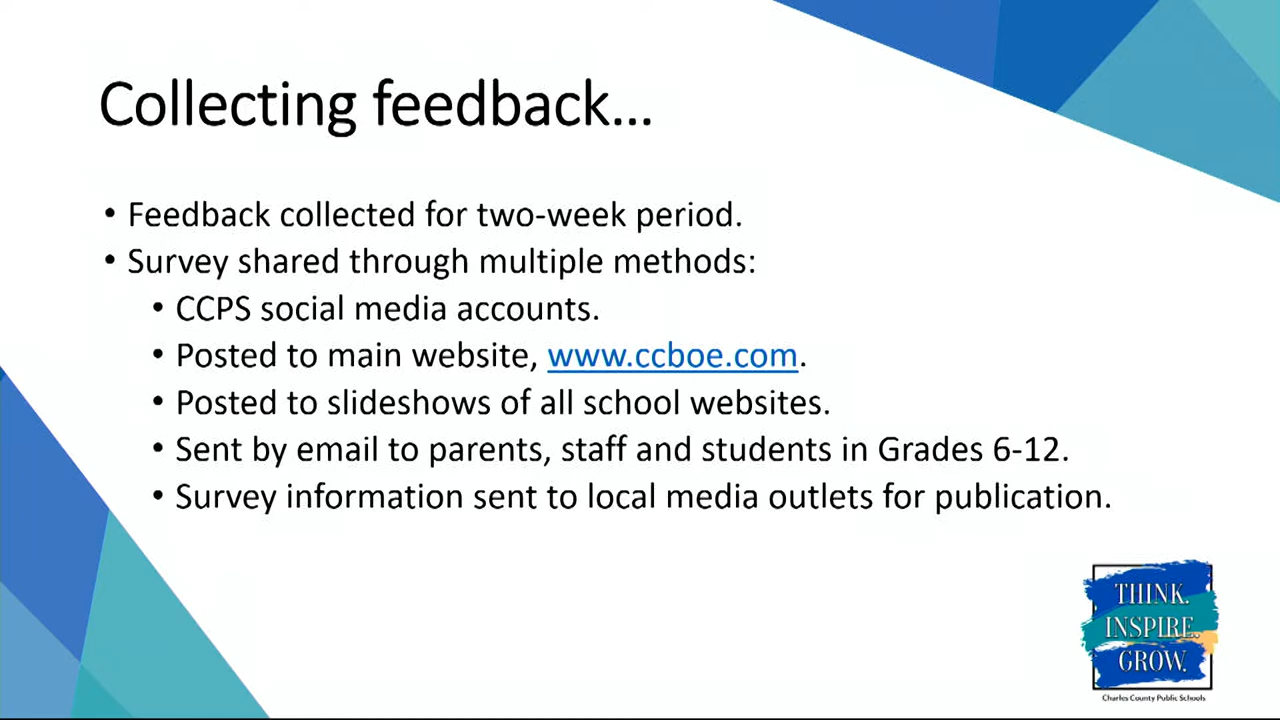 Collecting feedback...
• Feedback collected for two-week period.
• Survey shared through multiple methods:
• CCPS social media accounts.
• Posted to main website, www.ccboe.com.
• Posted to slideshows of all school websites.
• Sent by email to parents, staff and students in Grades 6-12.
• Survey information sent to local media outlets for publication.
THINK.
INSPIRE.
GROW.
Charles County Public Schools